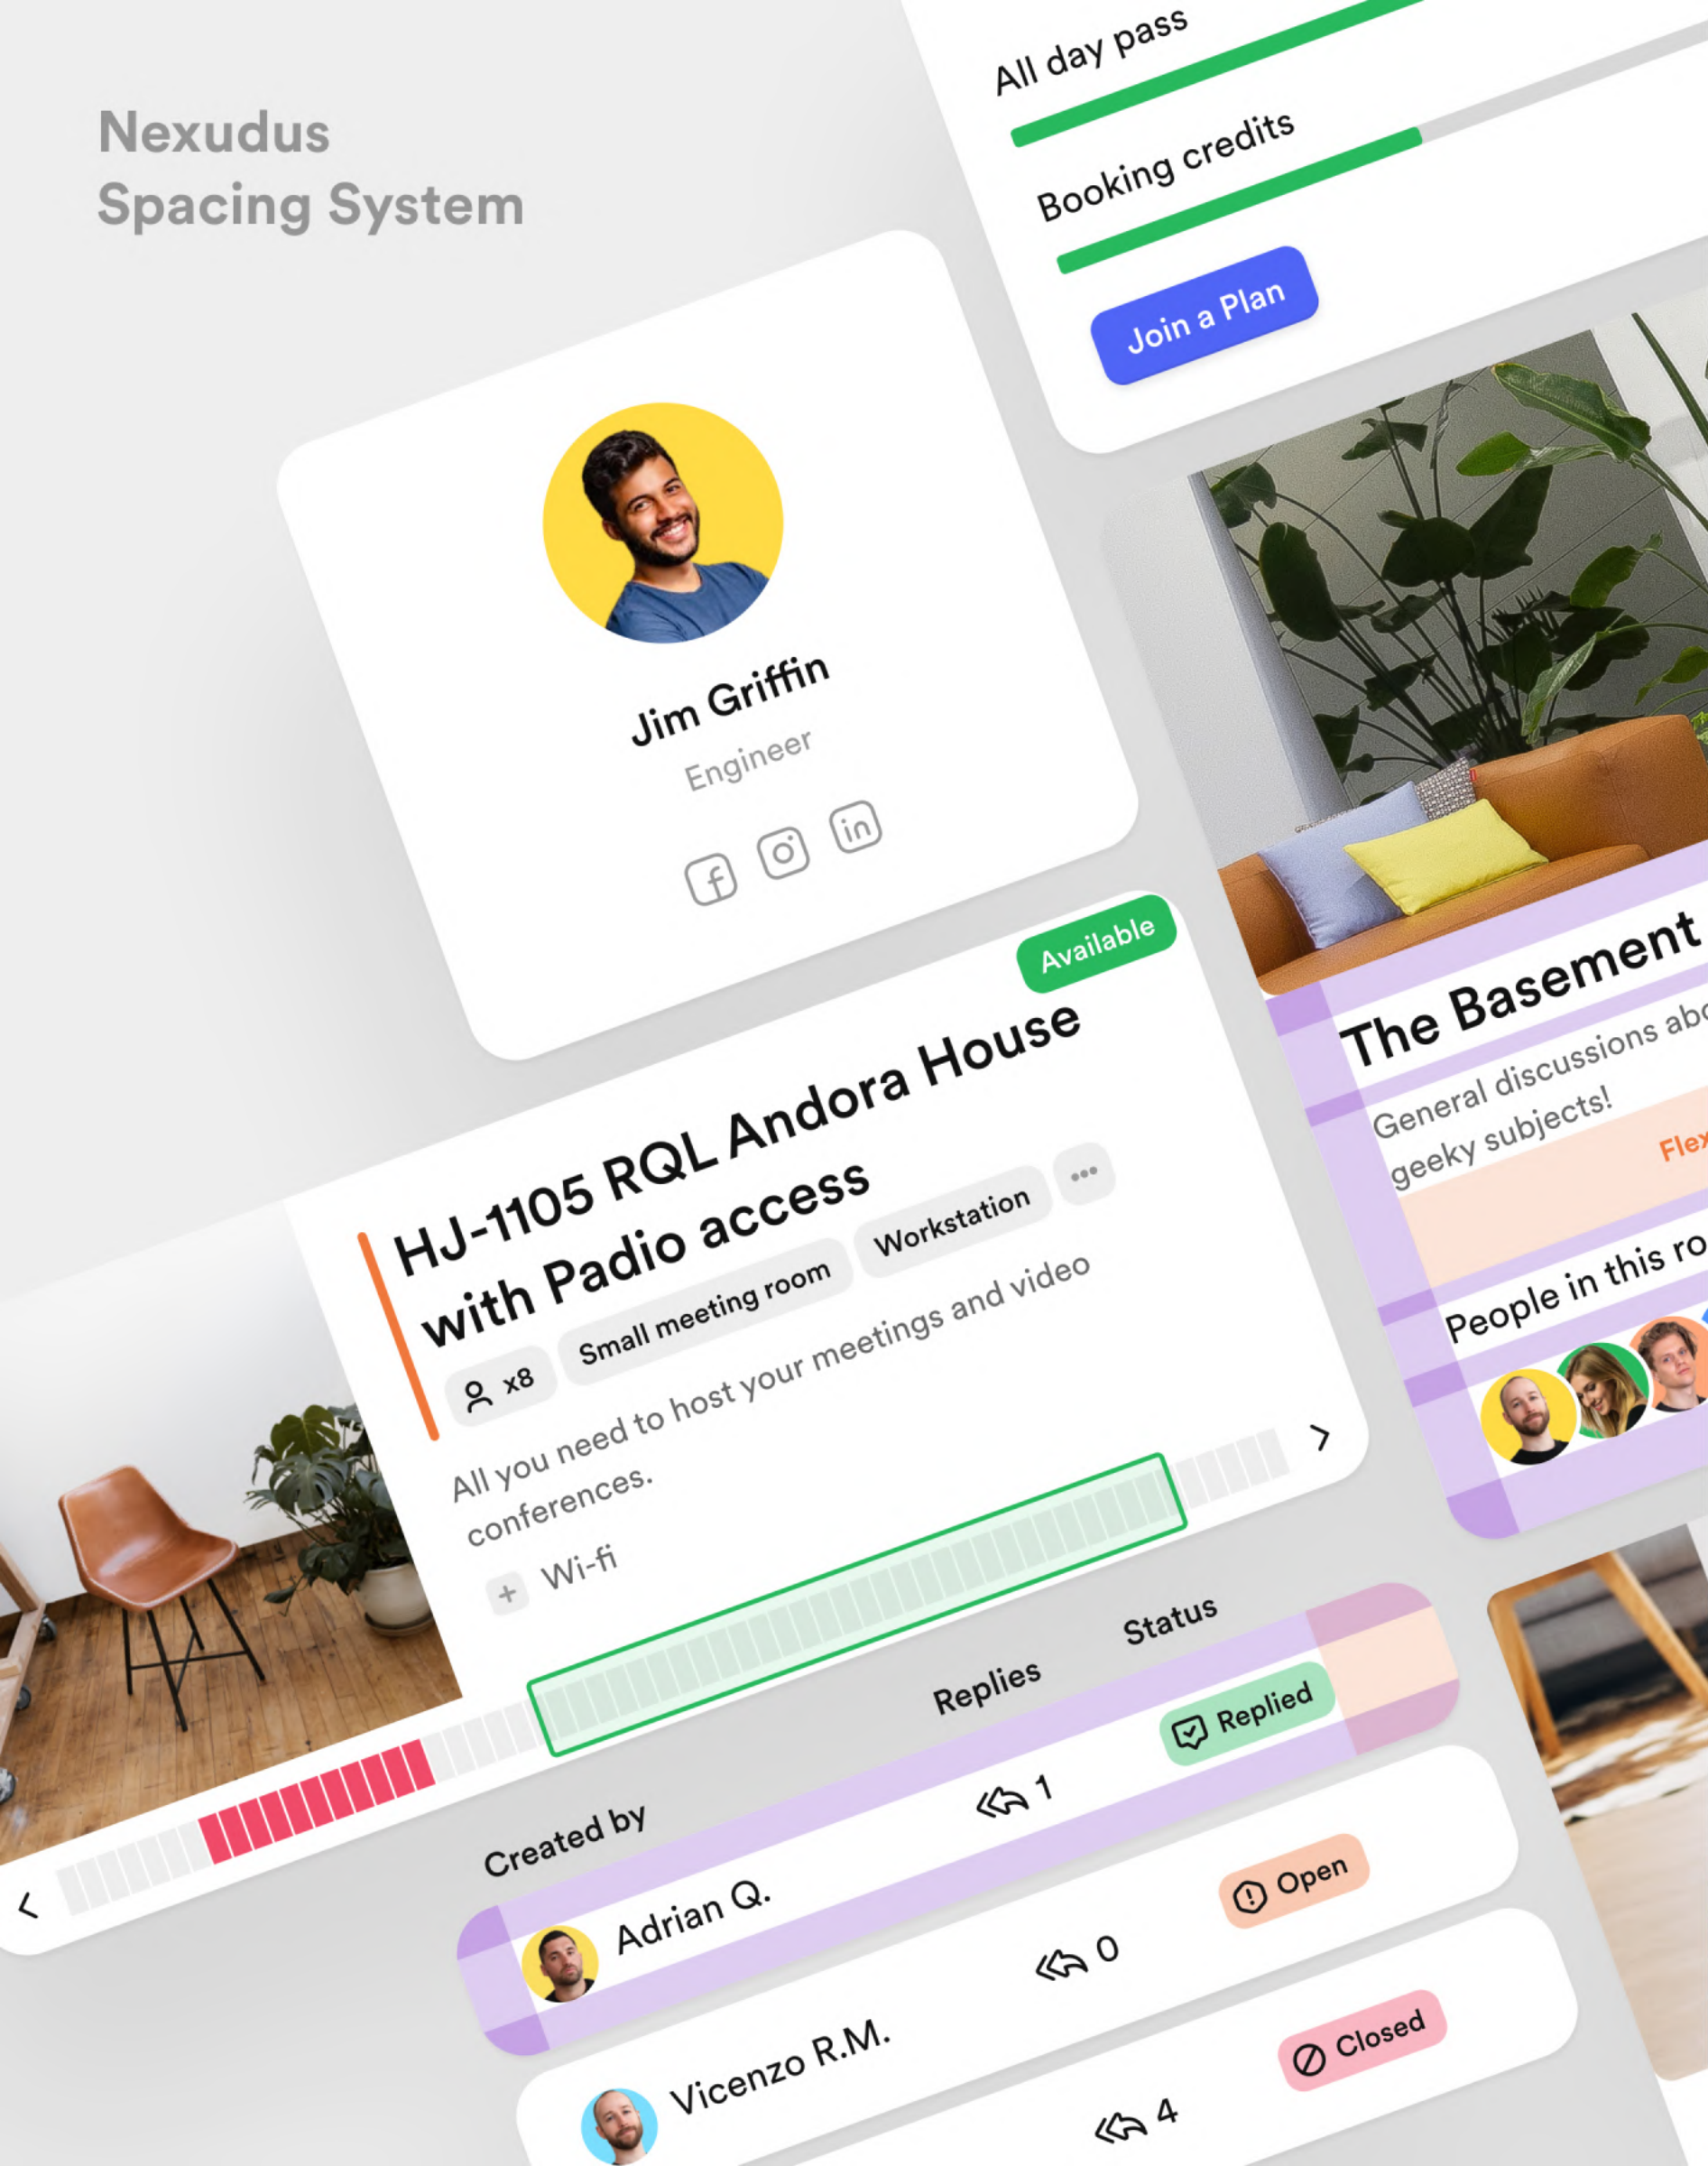 Nexudus
Spacing System
All day pass
Booking credits
Join a Plan
Jim Griffin
Engineer
Available
HJ-1105 RQL Andora House
with Padio access
x8
Small meeting room
Workstation
All you need to host your meetings and video
conferences.
+ Wi-fi
The Basement
General discussions
geeky subjects!
People in this
Created by
Replies
Status
Adrian Q.
1
Replied
Vicenzo R.M.
0
Open
4
Closed